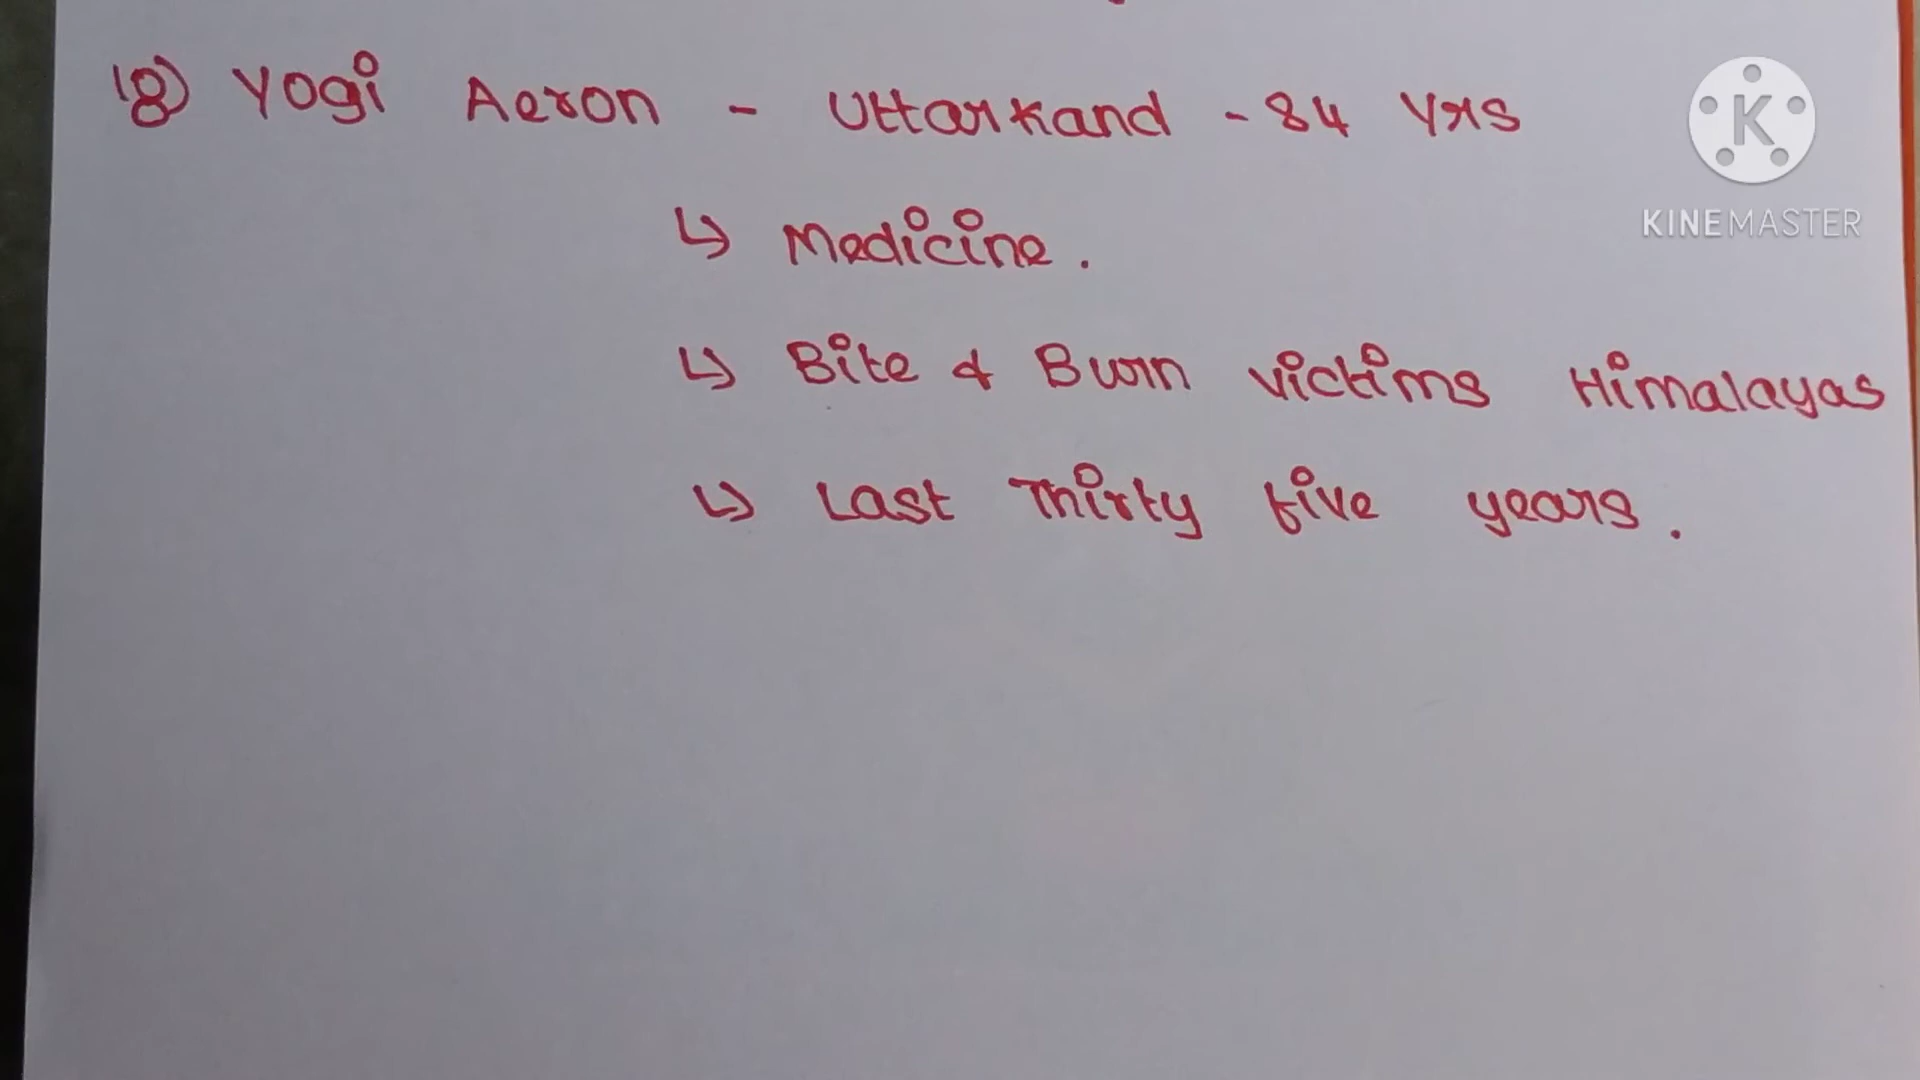 18) Yogi Aeron - Uttarkand - 84 Yrs
↳ Medicine.
↳ Bite & Burn victims Himalayas
↳ Last Thirty five years.
K
KINEMASTER